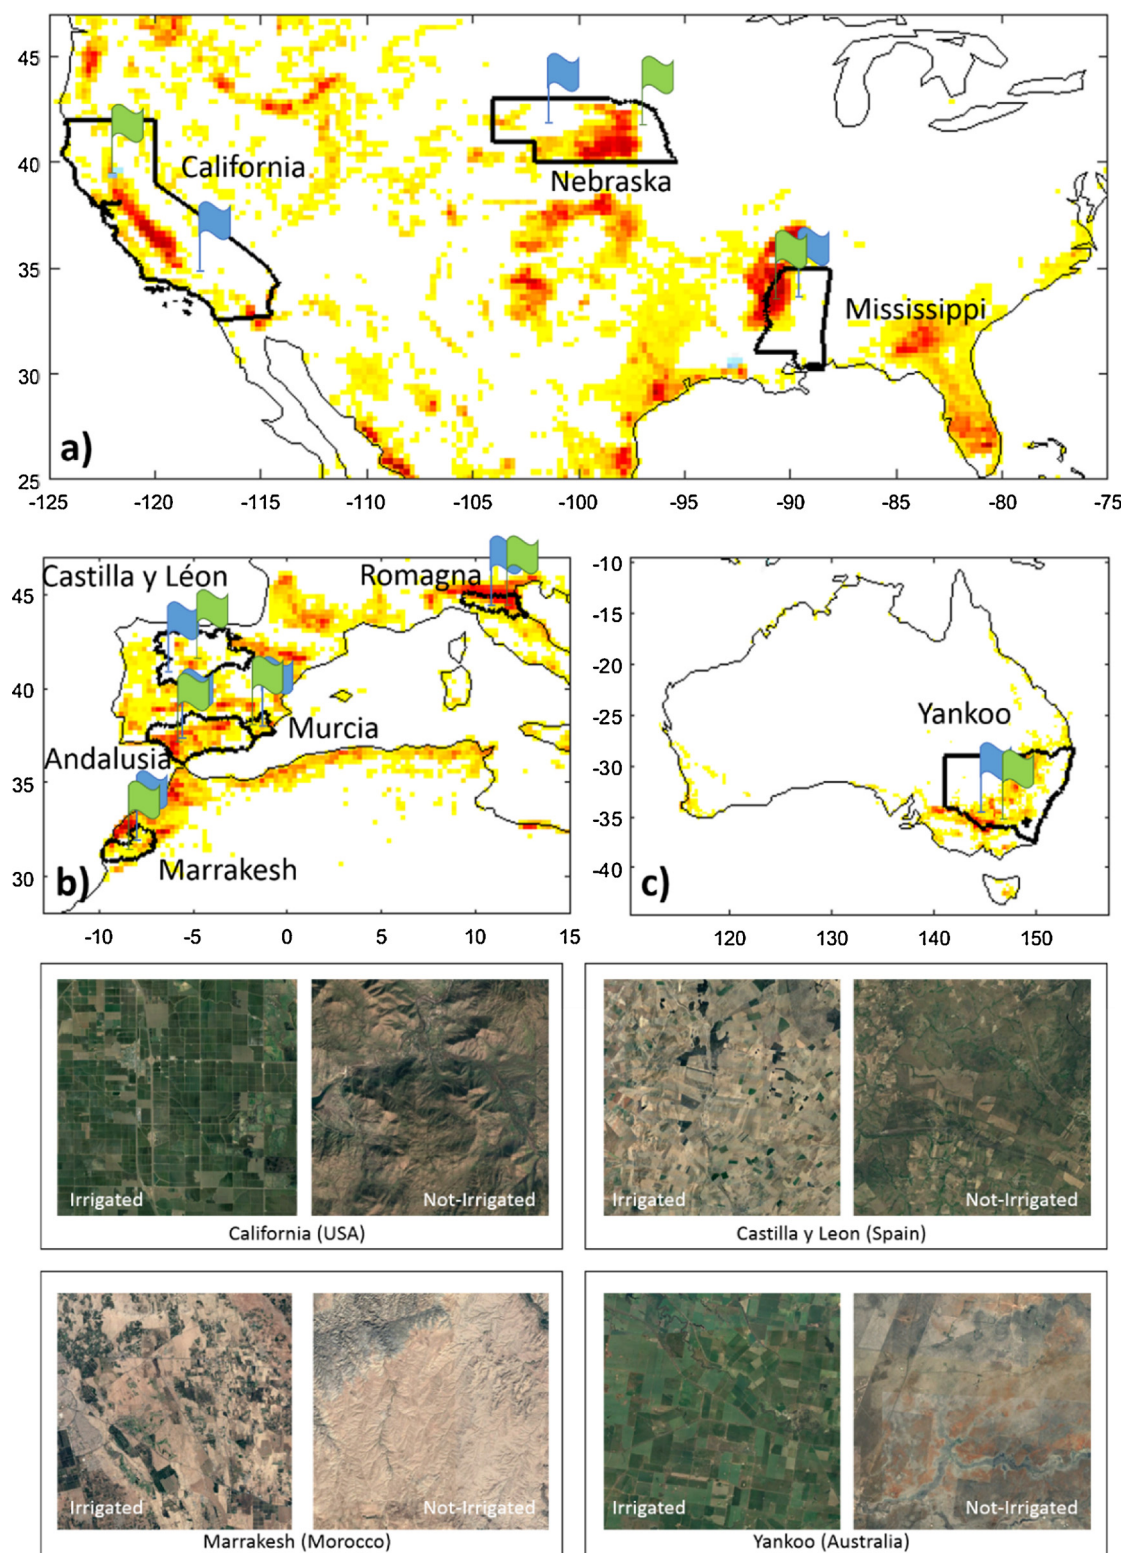 45
California
40
Nebraska
35
Mississippi
30
a)
25
-125 -120 -115 -110 -105 -100 -95 -90 -85 -80 -75
Castilla y Léon
Romagna
45
40
Murcia
Andalusia
35
Marrakesh
30
b)
-10 -5 0 5 10 15
-10
-15
-20
Yankoo
-25
-30
-35
-40
c)
120 130 140 150
Irrigated
Not-Irrigated
California (USA)
Irrigated
Not-Irrigated
Castilla y Leon (Spain)
Irrigated
Not-Irrigated
Marrakesh (Morocco)
Irrigated
Not-Irrigated
Yankoo (Australia)